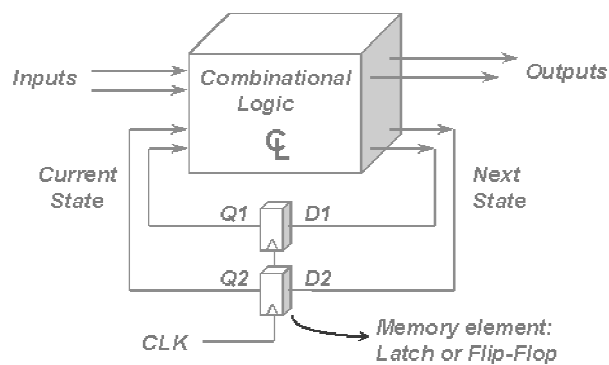 Inputs
Combinational
Logic
CL
Outputs
Current
State
Next
State
Q1
D1
Q2
D2
CLK
Memory element:
Latch or Flip-Flop